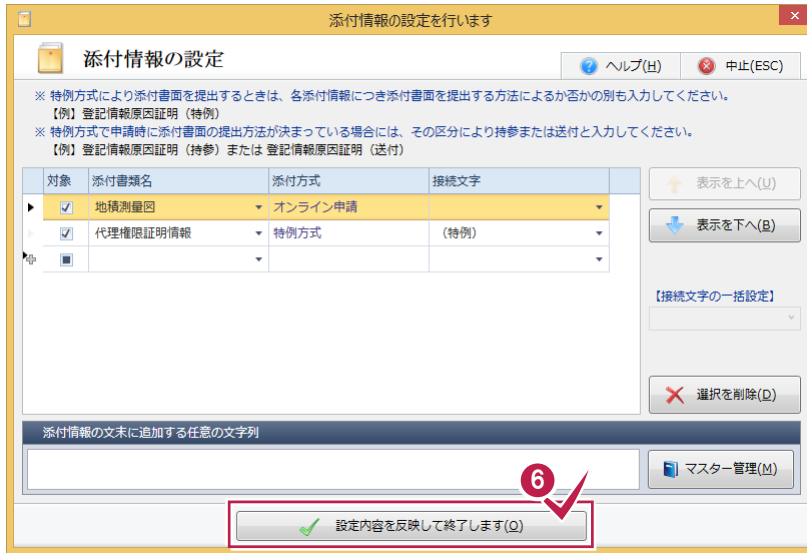 添付情報の設定を行います
添付情報の設定
ヘルプ(H)
中止(ESC)
※ 特例方式により添付書面を提出するときは、各添付情報につき添付書面を提出する方法によるか否かの別も入力してください。
【例】登記情報原因証明（特例）
※ 特例方式で申請時に添付書面の提出方法が決まっている場合には、その区分により持参または送付と入力してください。
【例】登記情報原因証明（持参）または 登記情報原因証明（送付）
対象 添付書類名 添付方式 接続文字
地積測量図 オンライン申請
代理権限証明情報 特例方式 （特例）
表示を上へ(U)
表示を下へ(B)
【接続文字の一括設定】
選択を削除(D)
添付情報の文末に追加する任意の文字列
マスター管理(M)
6
設定内容を反映して終了します(O)